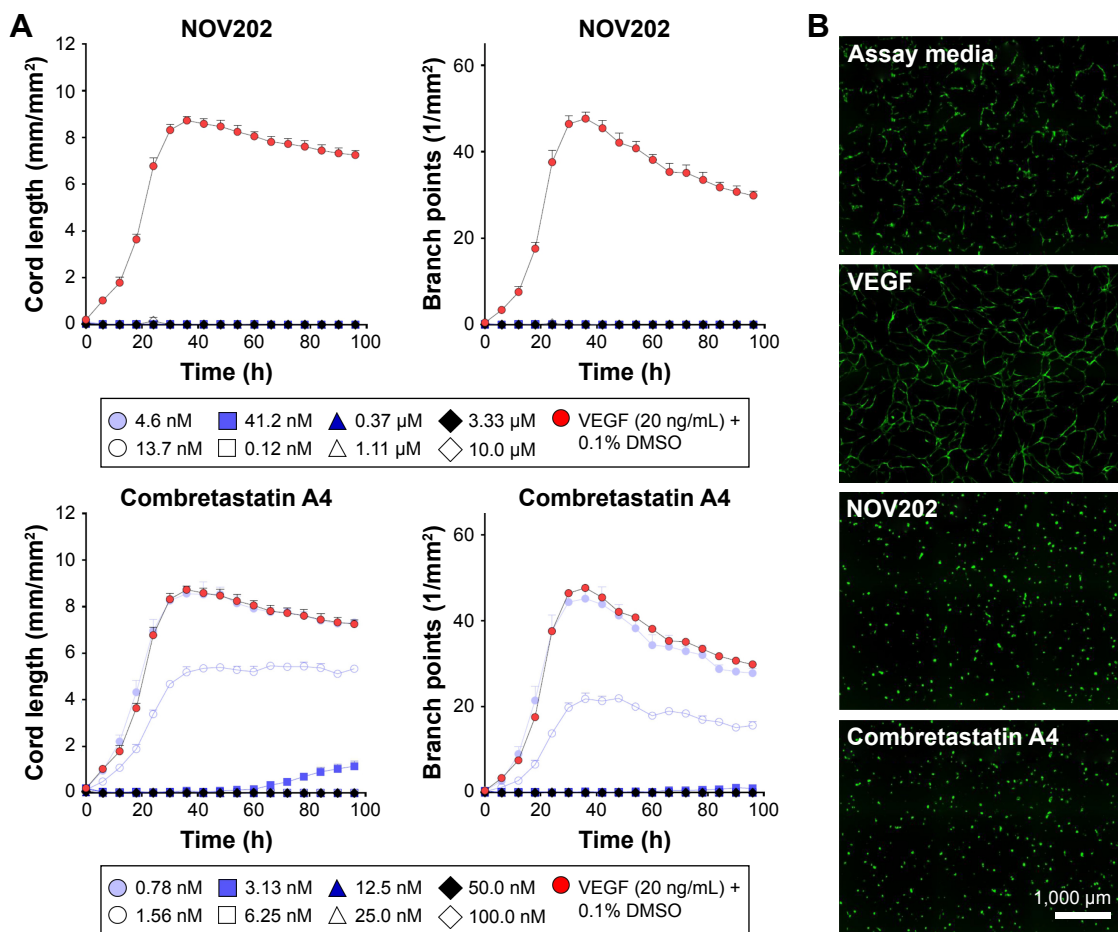 A
B
NOV202
NOV202
Cord length (mm/mm²)
12
10
8
6
4
2
0
0 20 40 60 80 100
Time (h)
Branch points (1/mm²)
60
40
20
0
0 20 40 60 80 100
Time (h)
4.6 nM 41.2 nM 0.37 µM 3.33 µM VEGF (20 ng/mL) +
13.7 nM 0.12 nM 1.11 µM 10.0 µM 0.1% DMSO
Combretastatin A4
Combretastatin A4
Cord length (mm/mm²)
12
10
8
6
4
2
0
0 20 40 60 80 100
Time (h)
Branch points (1/mm²)
60
40
20
0
0 20 40 60 80 100
Time (h)
0.78 nM 3.13 nM 12.5 nM 50.0 nM VEGF (20 ng/mL) +
1.56 nM 6.25 nM 25.0 nM 100.0 nM 0.1% DMSO
Assay media
VEGF
NOV202
Combretastatin A4
1,000 µm